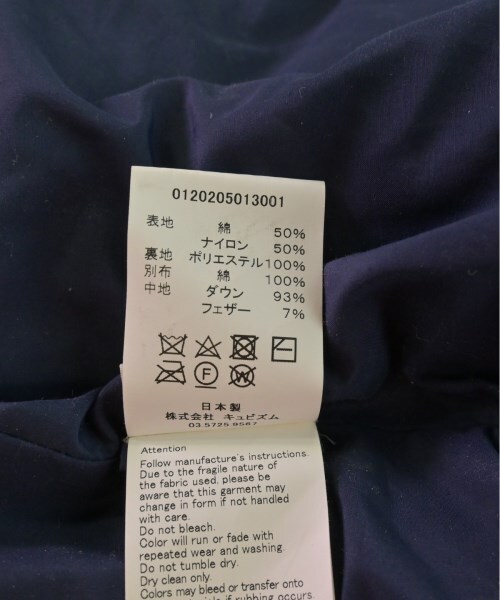 0120205013001
表地 綿 50%
ナイロン 50%
裏地 ポリエステル 100%
別布 綿 100%
中地 ダウン 93%
フェザー 7%
F W
日本製
株式会社 キュビズム
03.5725.9567
Attention
Follow manufacture's instructions.
Due to the fragile nature of
the fabric used, please be
aware that this garment may
change in form if not handled
with care.
Do not bleach.
Color will run or fade with
repeated wear and washing.
Do not tumble dry.
Dry clean only.
Colors may bleed or transfer onto
if rubbing occurs